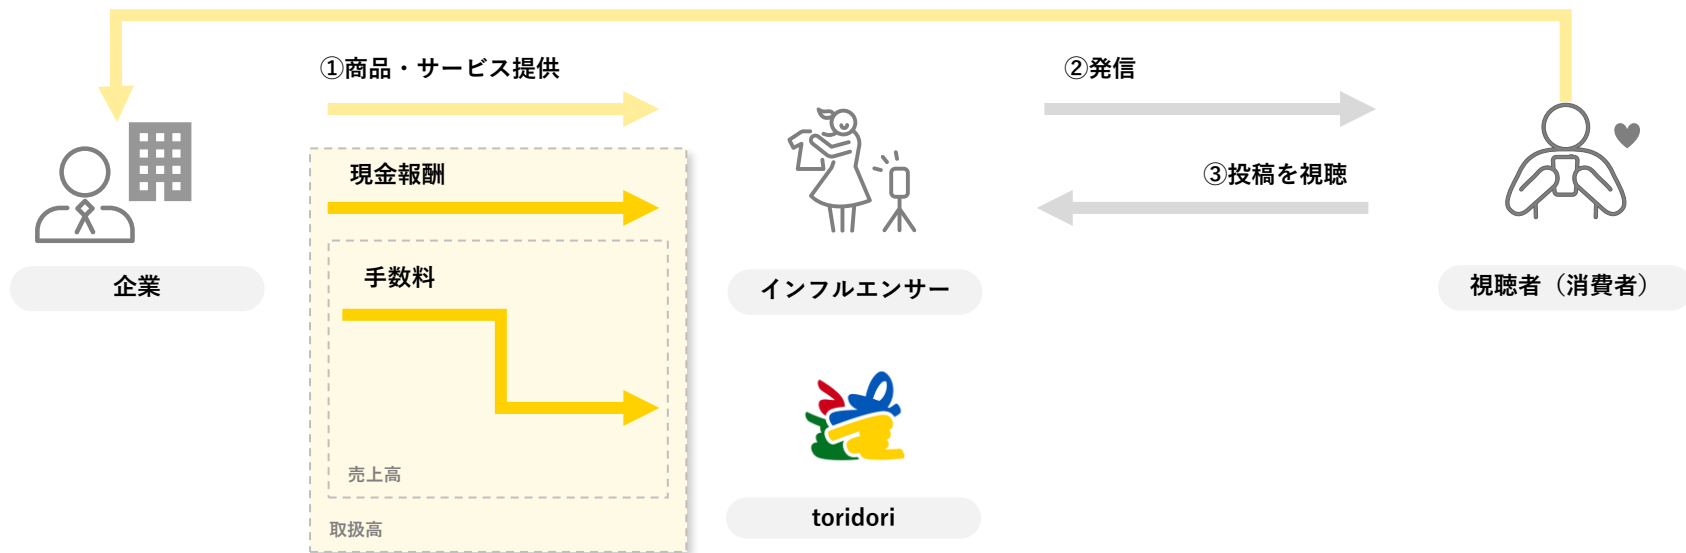 ①商品・サービス提供
②発信
現金報酬
③投稿を視聴
手数料
企業
インフルエンサー
視聴者（消費者）
売上高
取扱高
toridori